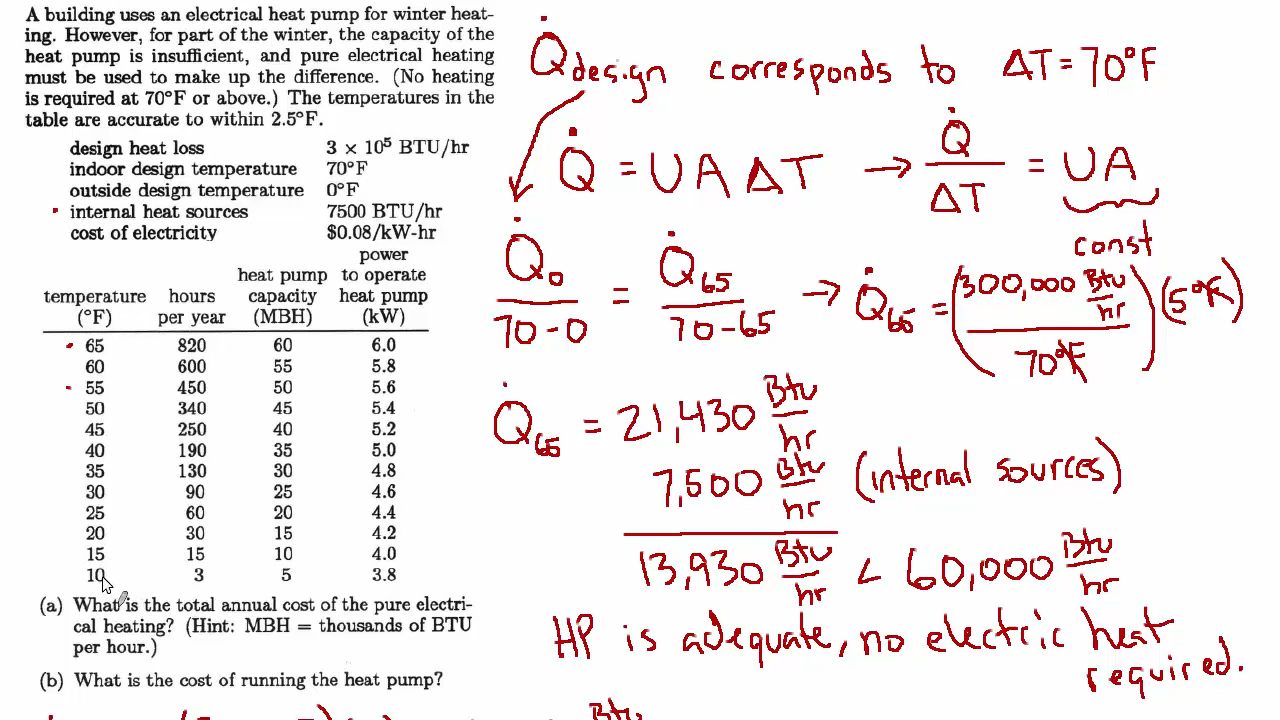 A building uses an electrical heat pump for winter heat-
ing. However, for part of the winter, the capacity of the
heat pump is insufficient, and pure electrical heating
must be used to make up the difference. (No heating
is required at 70°F or above.) The temperatures in the
table are accurate to within 2.5°F.
design heat loss 3 × 10⁵ BTU/hr
indoor design temperature 70°F
outside design temperature 0°F
internal heat sources 7500 BTU/hr
cost of electricity $0.08/kW-hr
power
heat pump to operate
temperature hours capacity heat pump
(°F) per year (MBH) (kW)
65 820 60 6.0
60 600 55 5.8
55 450 50 5.6
50 340 45 5.4
45 250 40 5.2
40 190 35 5.0
35 130 30 4.8
30 90 25 4.6
25 60 20 4.4
20 30 15 4.2
15 15 10 4.0
10 3 5 3.8
(a) What is the total annual cost of the pure electri-
cal heating? (Hint: MBH = thousands of BTU
per hour.)
(b) What is the cost of running the heat pump?
Q̇design corresponds to ΔT = 70°F
Q̇ = UAΔT → Q̇/ΔT = UA
const
Q̇₀/(70-0) = Q̇₆₅/(70-65) → Q̇₆₅ = (300,000 Btu/hr / 70°F)(5°F)
Q̇₆₅ = 21,430 Btu/hr
7,500 Btu/hr (internal sources)
13,930 Btu/hr < 60,000 Btu/hr
HP is adequate, no electric heat
required.
Btu